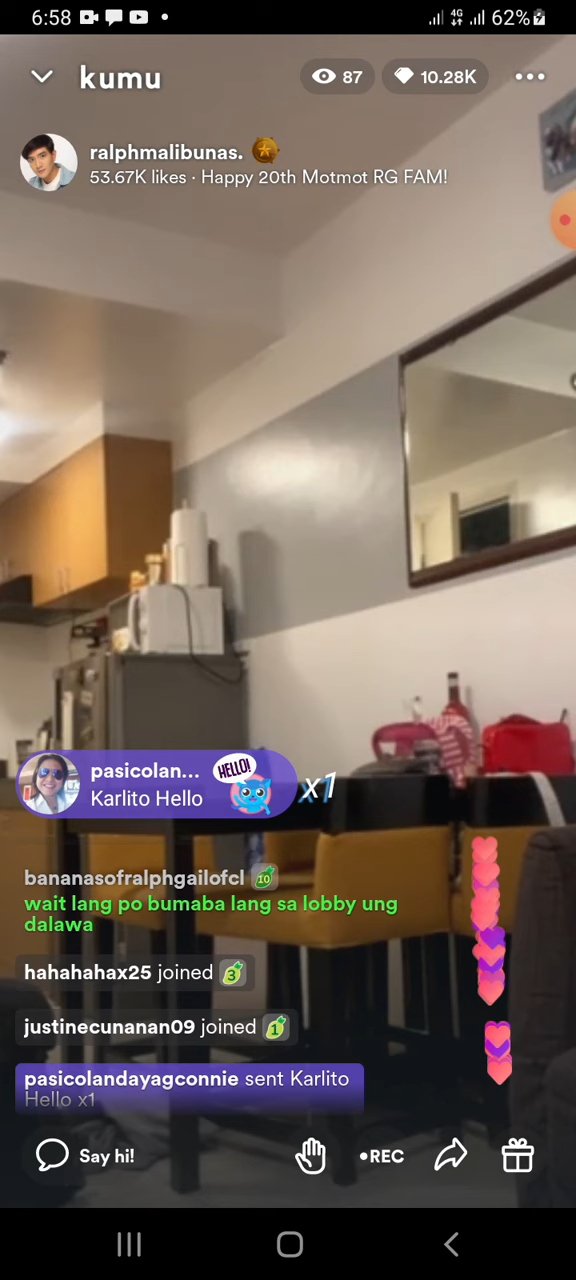 6:58
4G
62%
kumu
87
10.28K
ralphmalibunas.
53.67K likes · Happy 20th Motmot RG FAM!
pasicolan...
HELLO!
Karlito Hello
x1
bananasofralphgailofcl 10
wait lang po bumaba lang sa lobby ung
dalawa
hahahahax25 joined 3
justinecunanan09 joined 1
pasicolandayagconnie sent Karlito
Hello x1
Say hi!
•REC